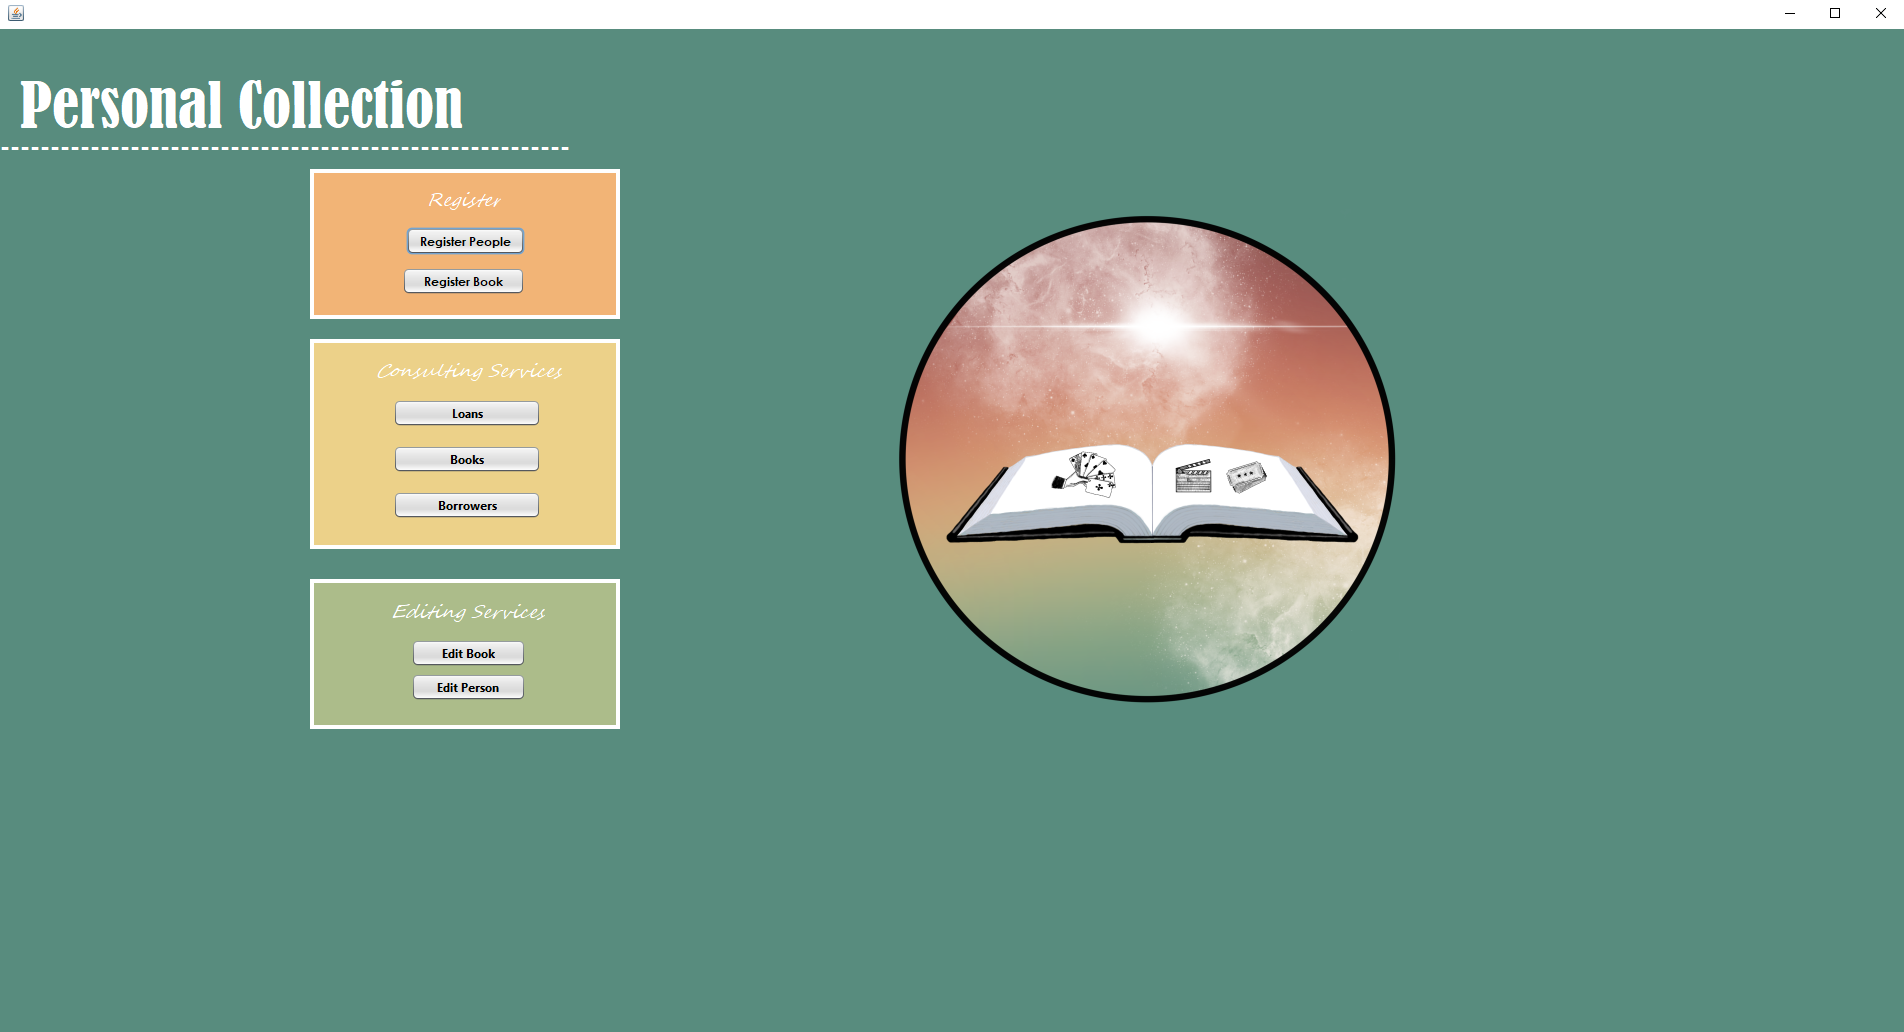 Personal Collection
Register
Register People
Register Book
Consulting Services
Loans
Books
Borrowers
Editing Services
Edit Book
Edit Person